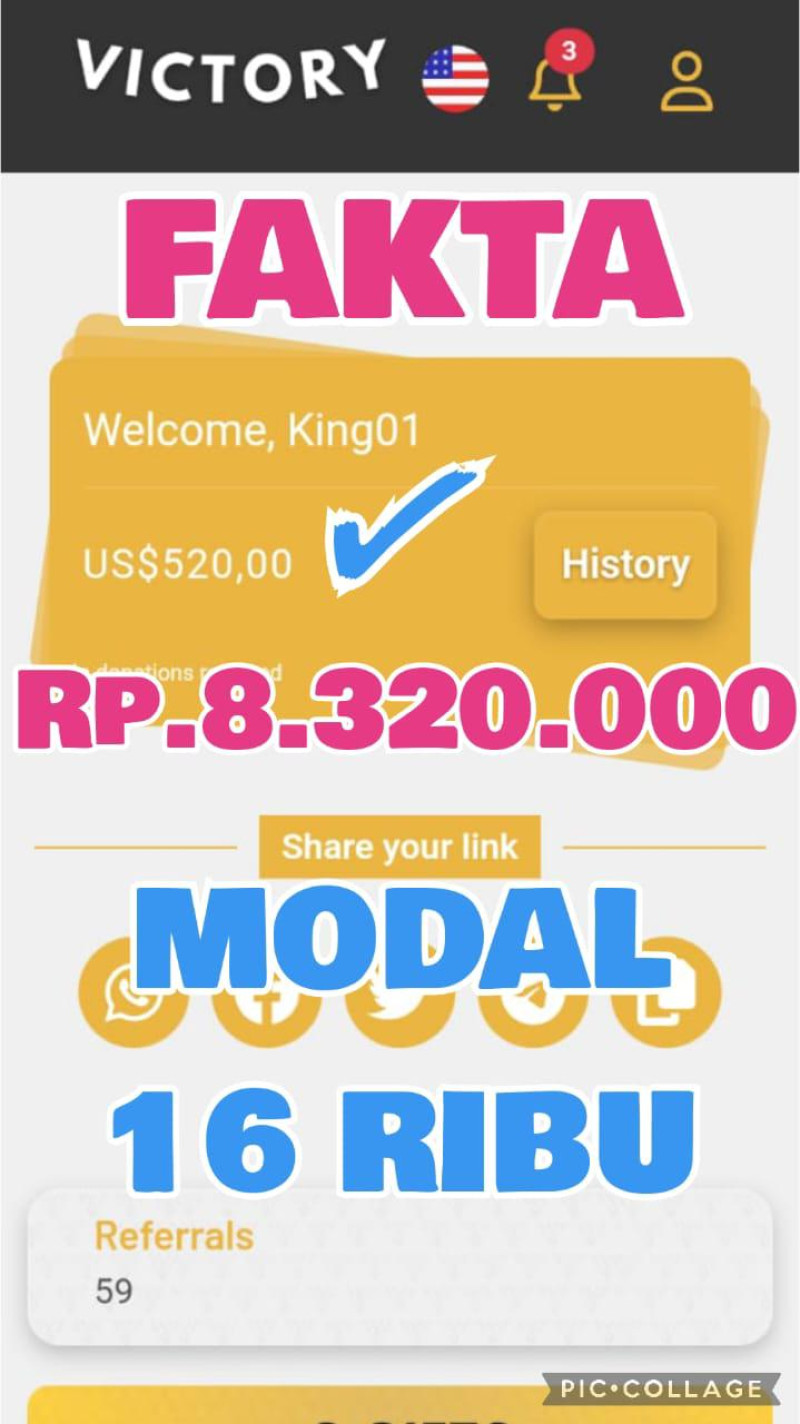 VICTORY
3
FAKTA
Welcome, King01
US$520,00
History
donations
RP.8.320.000
Share your link
MODAL
16 RIBU
Referrals
59
PIC•COLLAGE